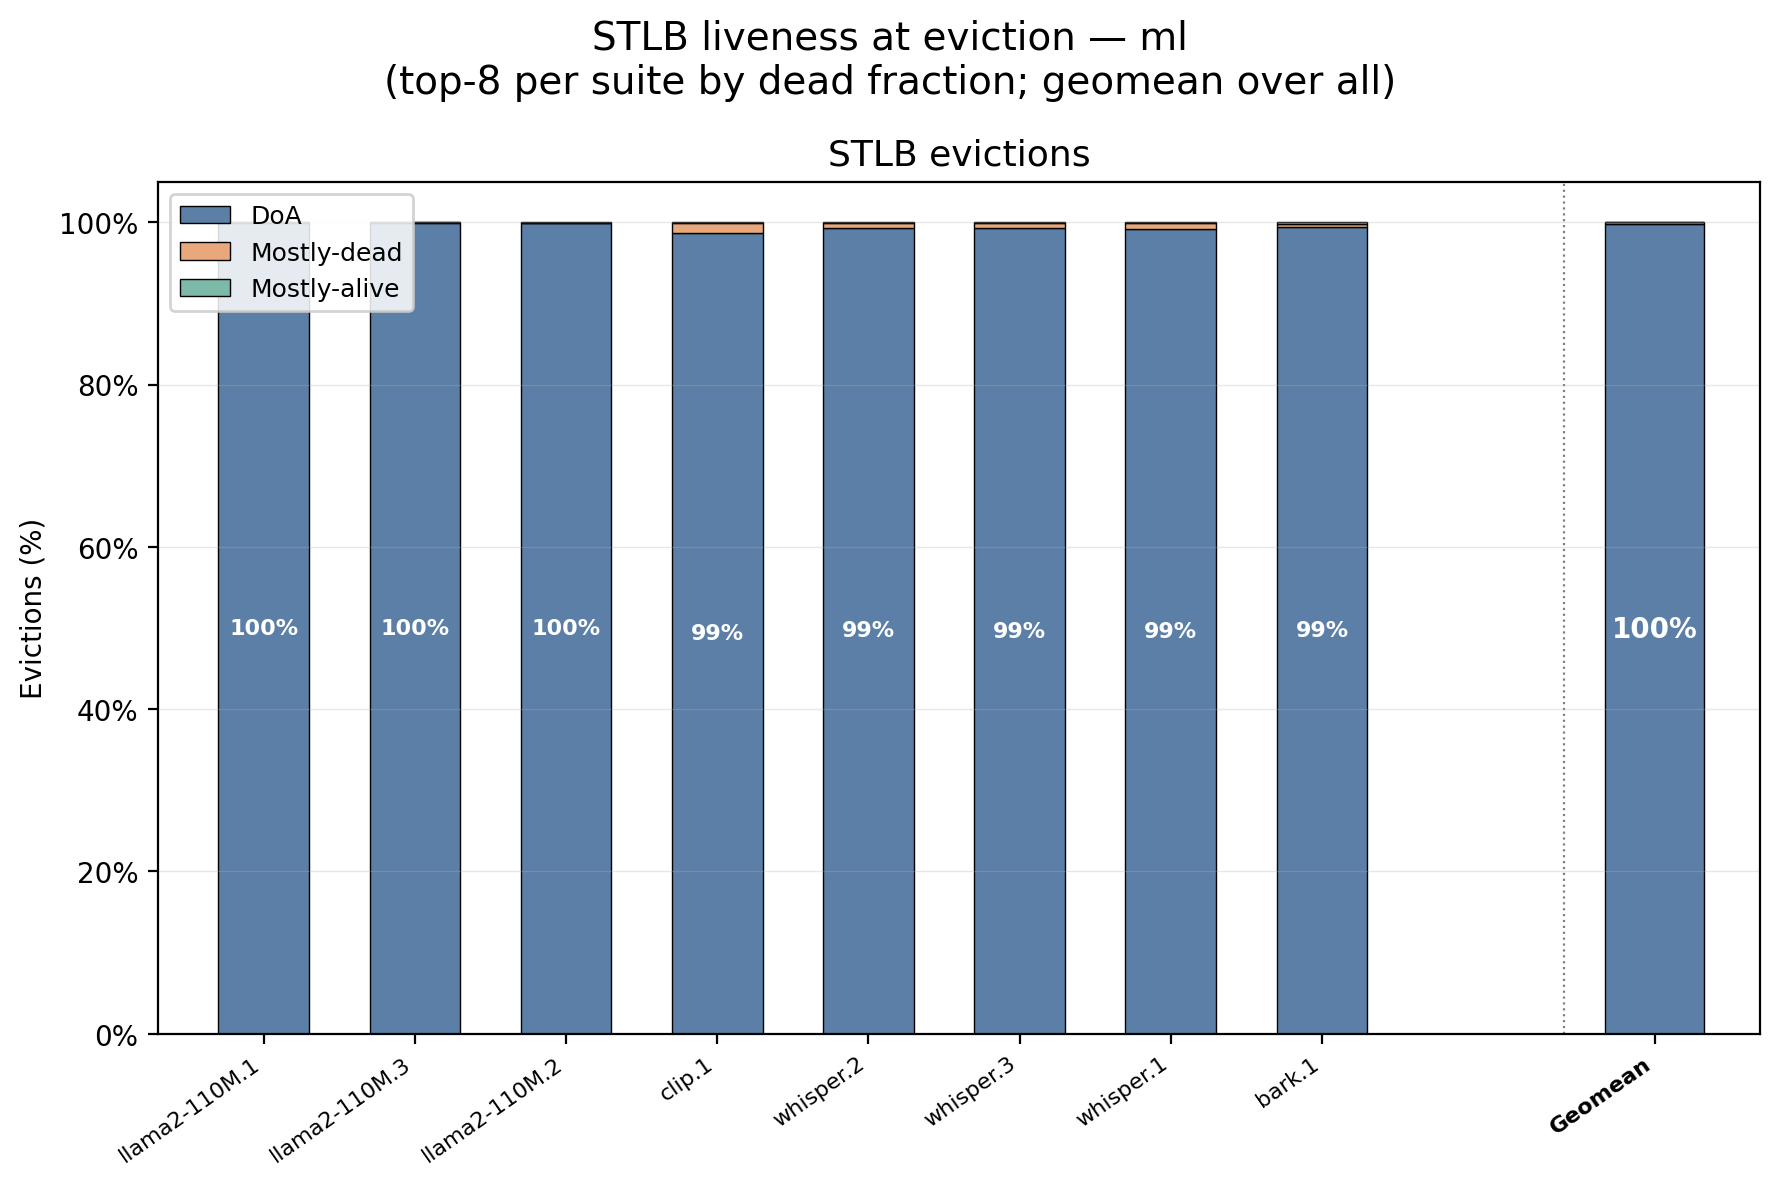 STLB liveness at eviction — ml
(top-8 per suite by dead fraction; geomean over all)
STLB evictions
DoA
Mostly-dead
Mostly-alive
100%
80%
60%
40%
20%
0%
Evictions (%)
100%
100%
100%
99%
99%
99%
99%
99%
100%
llama2-110M.1
llama2-110M.3
llama2-110M.2
clip.1
whisper.2
whisper.3
whisper.1
bark.1
Geomean